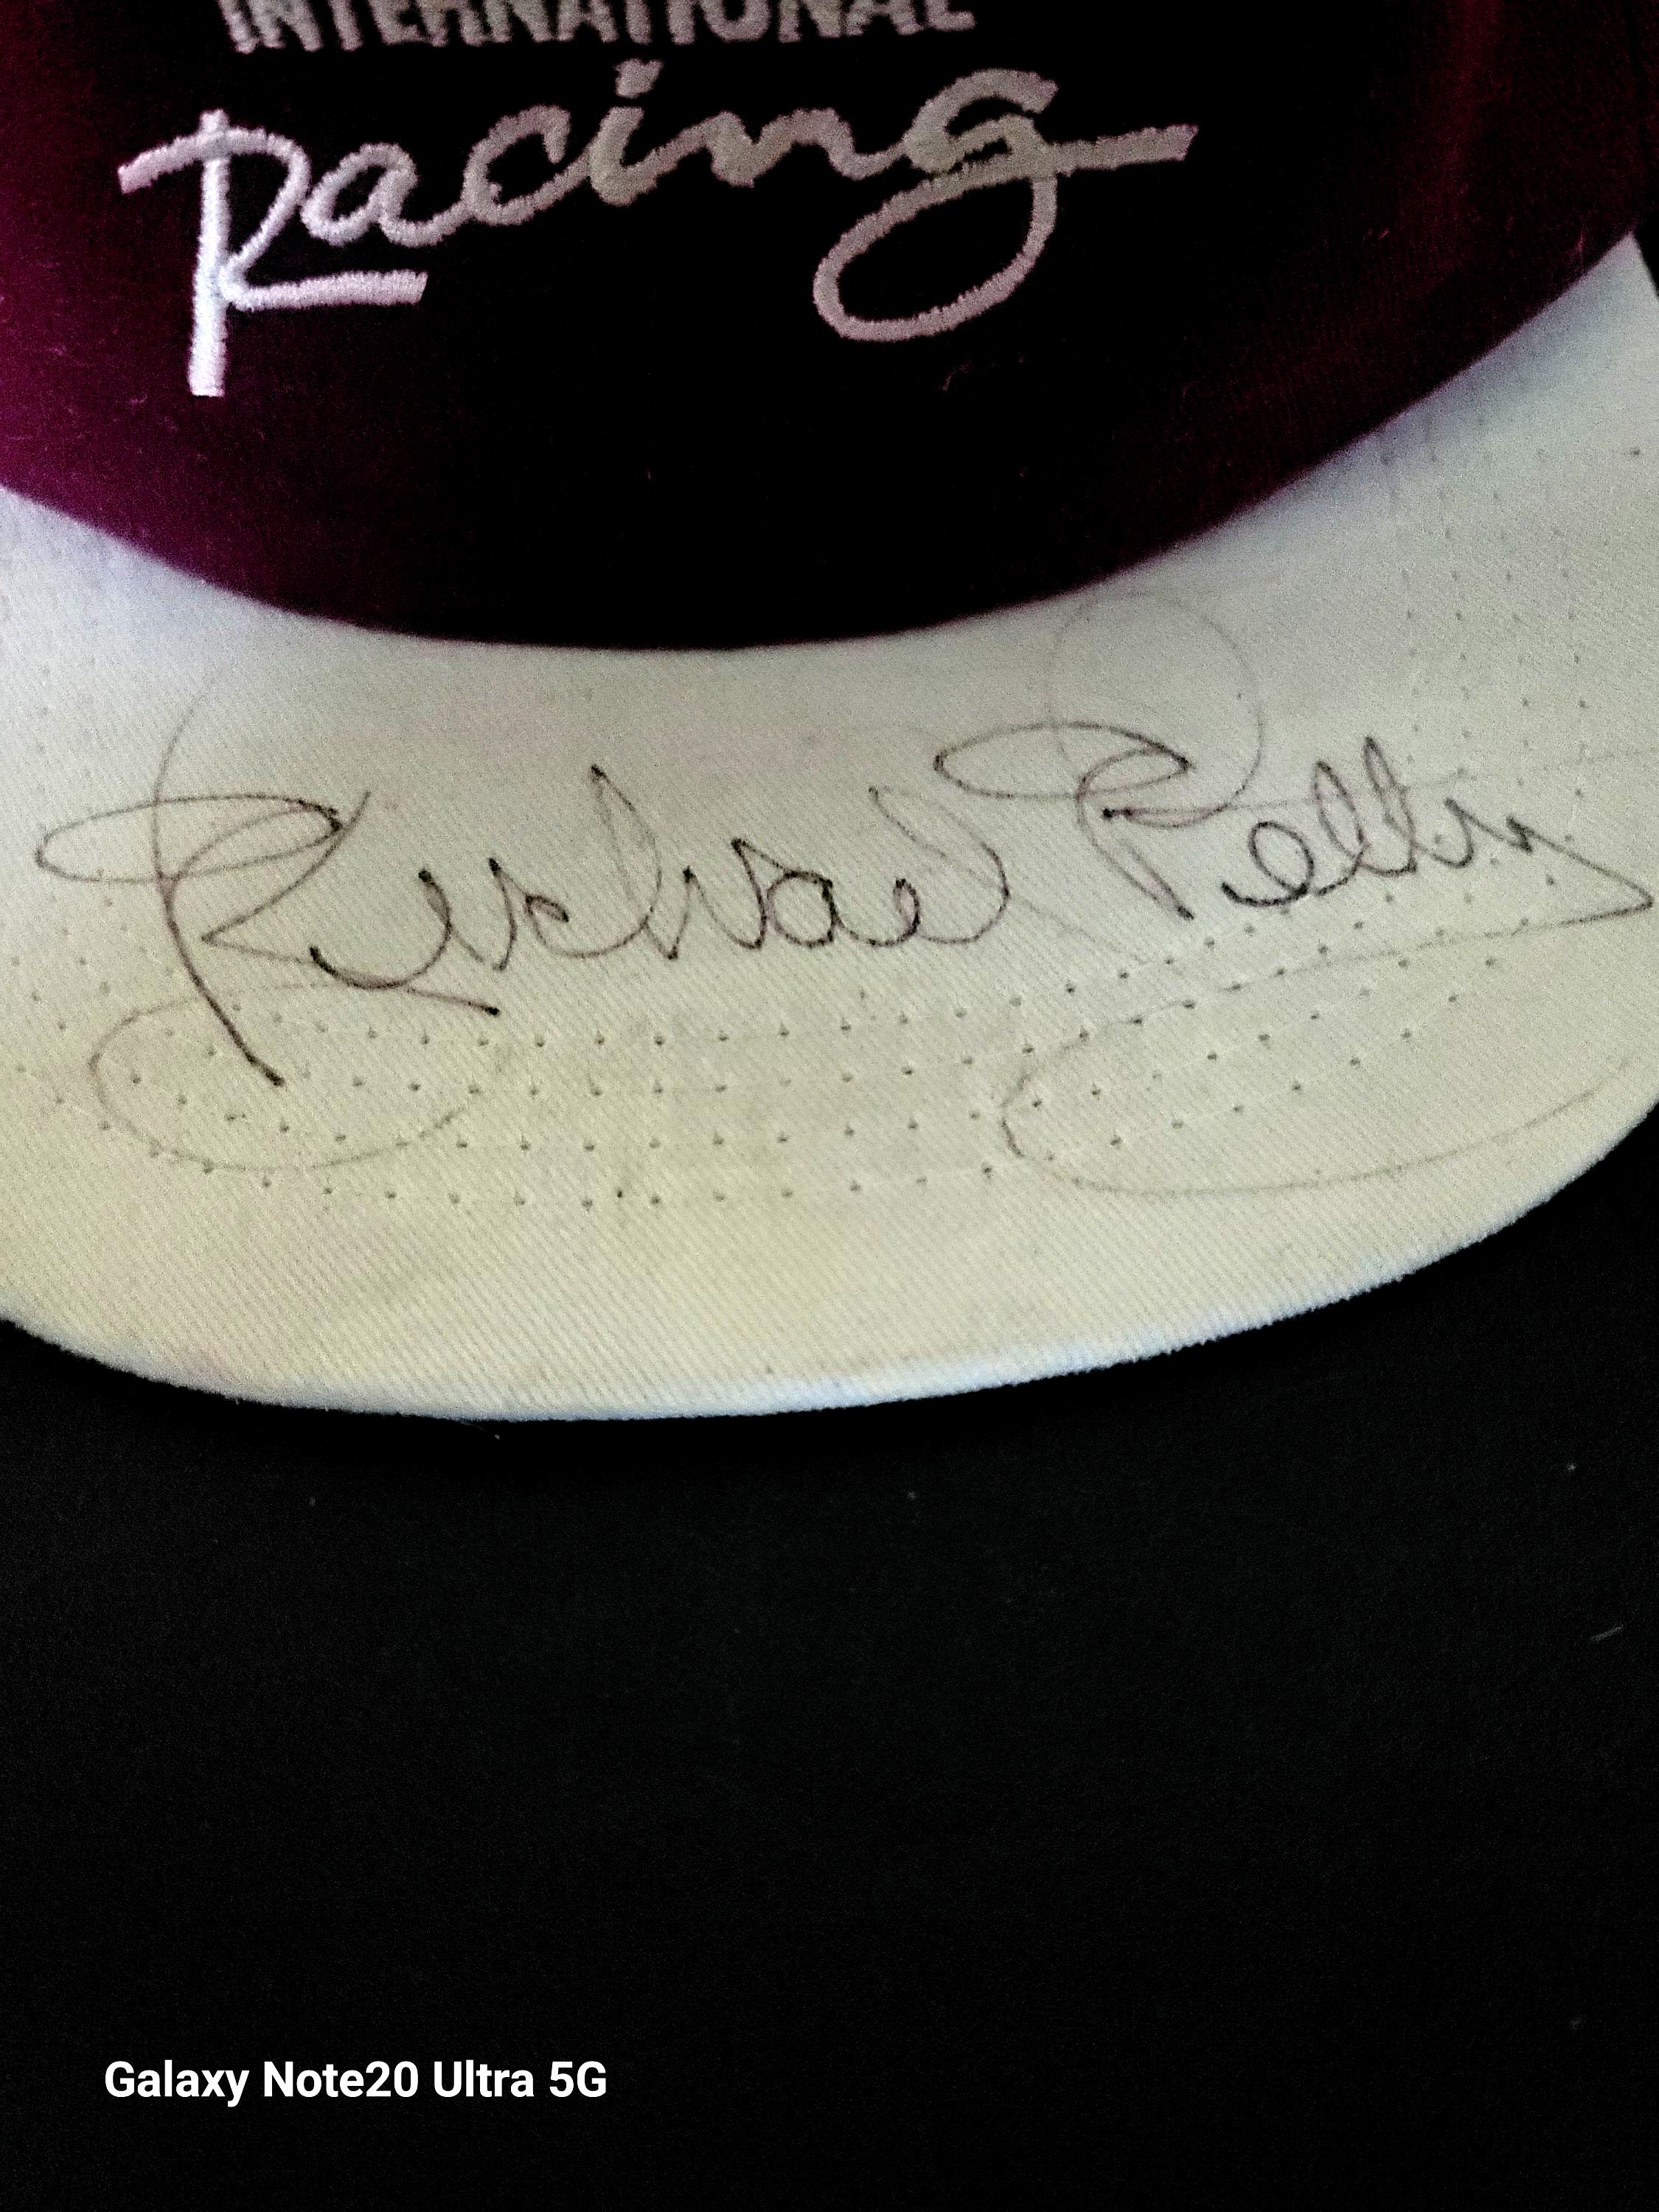 INTERNATIONAL
Racing
Richard Petty
Galaxy Note20 Ultra 5G